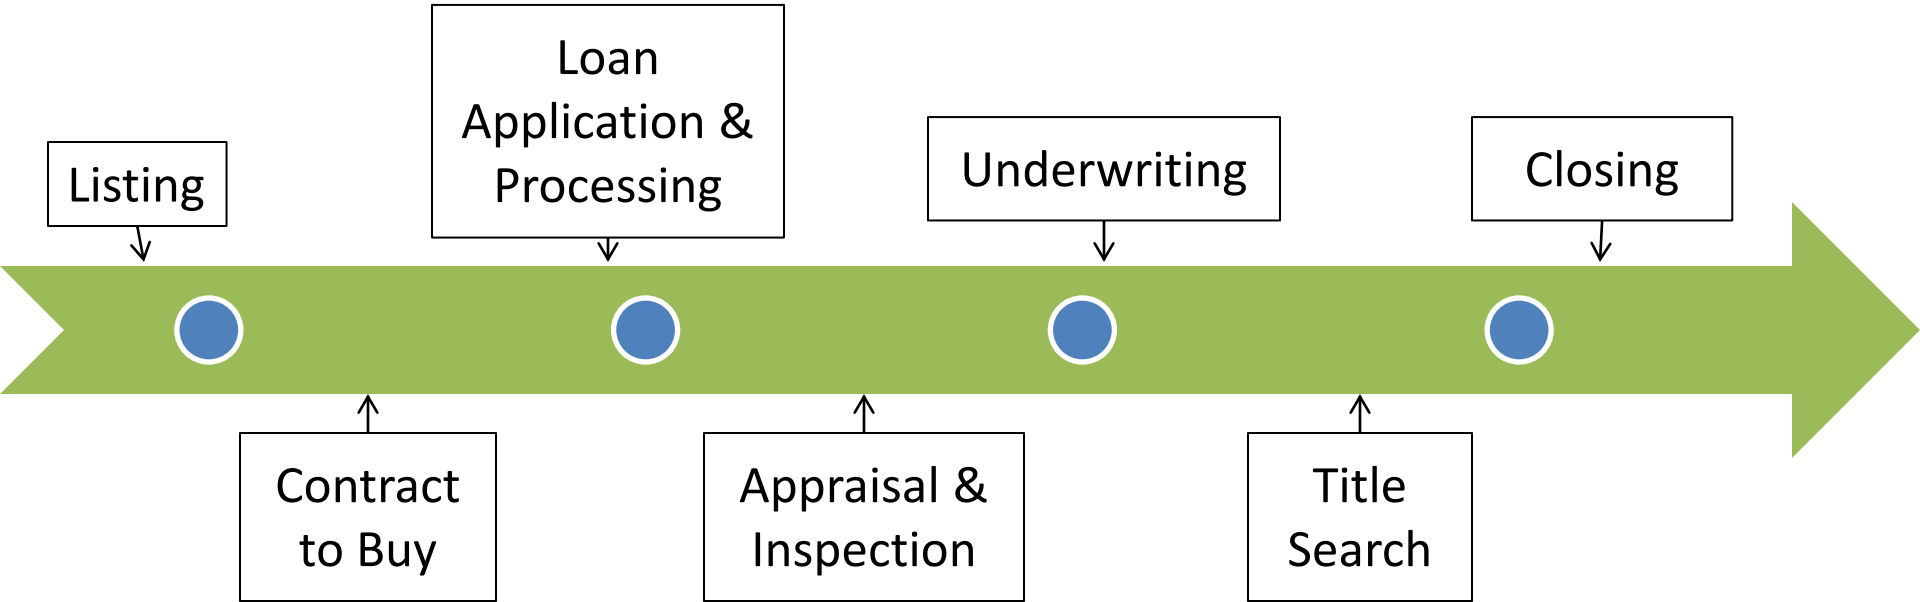 Listing
Loan
Application &
Processing
Underwriting
Closing
Contract
to Buy
Appraisal &
Inspection
Title
Search